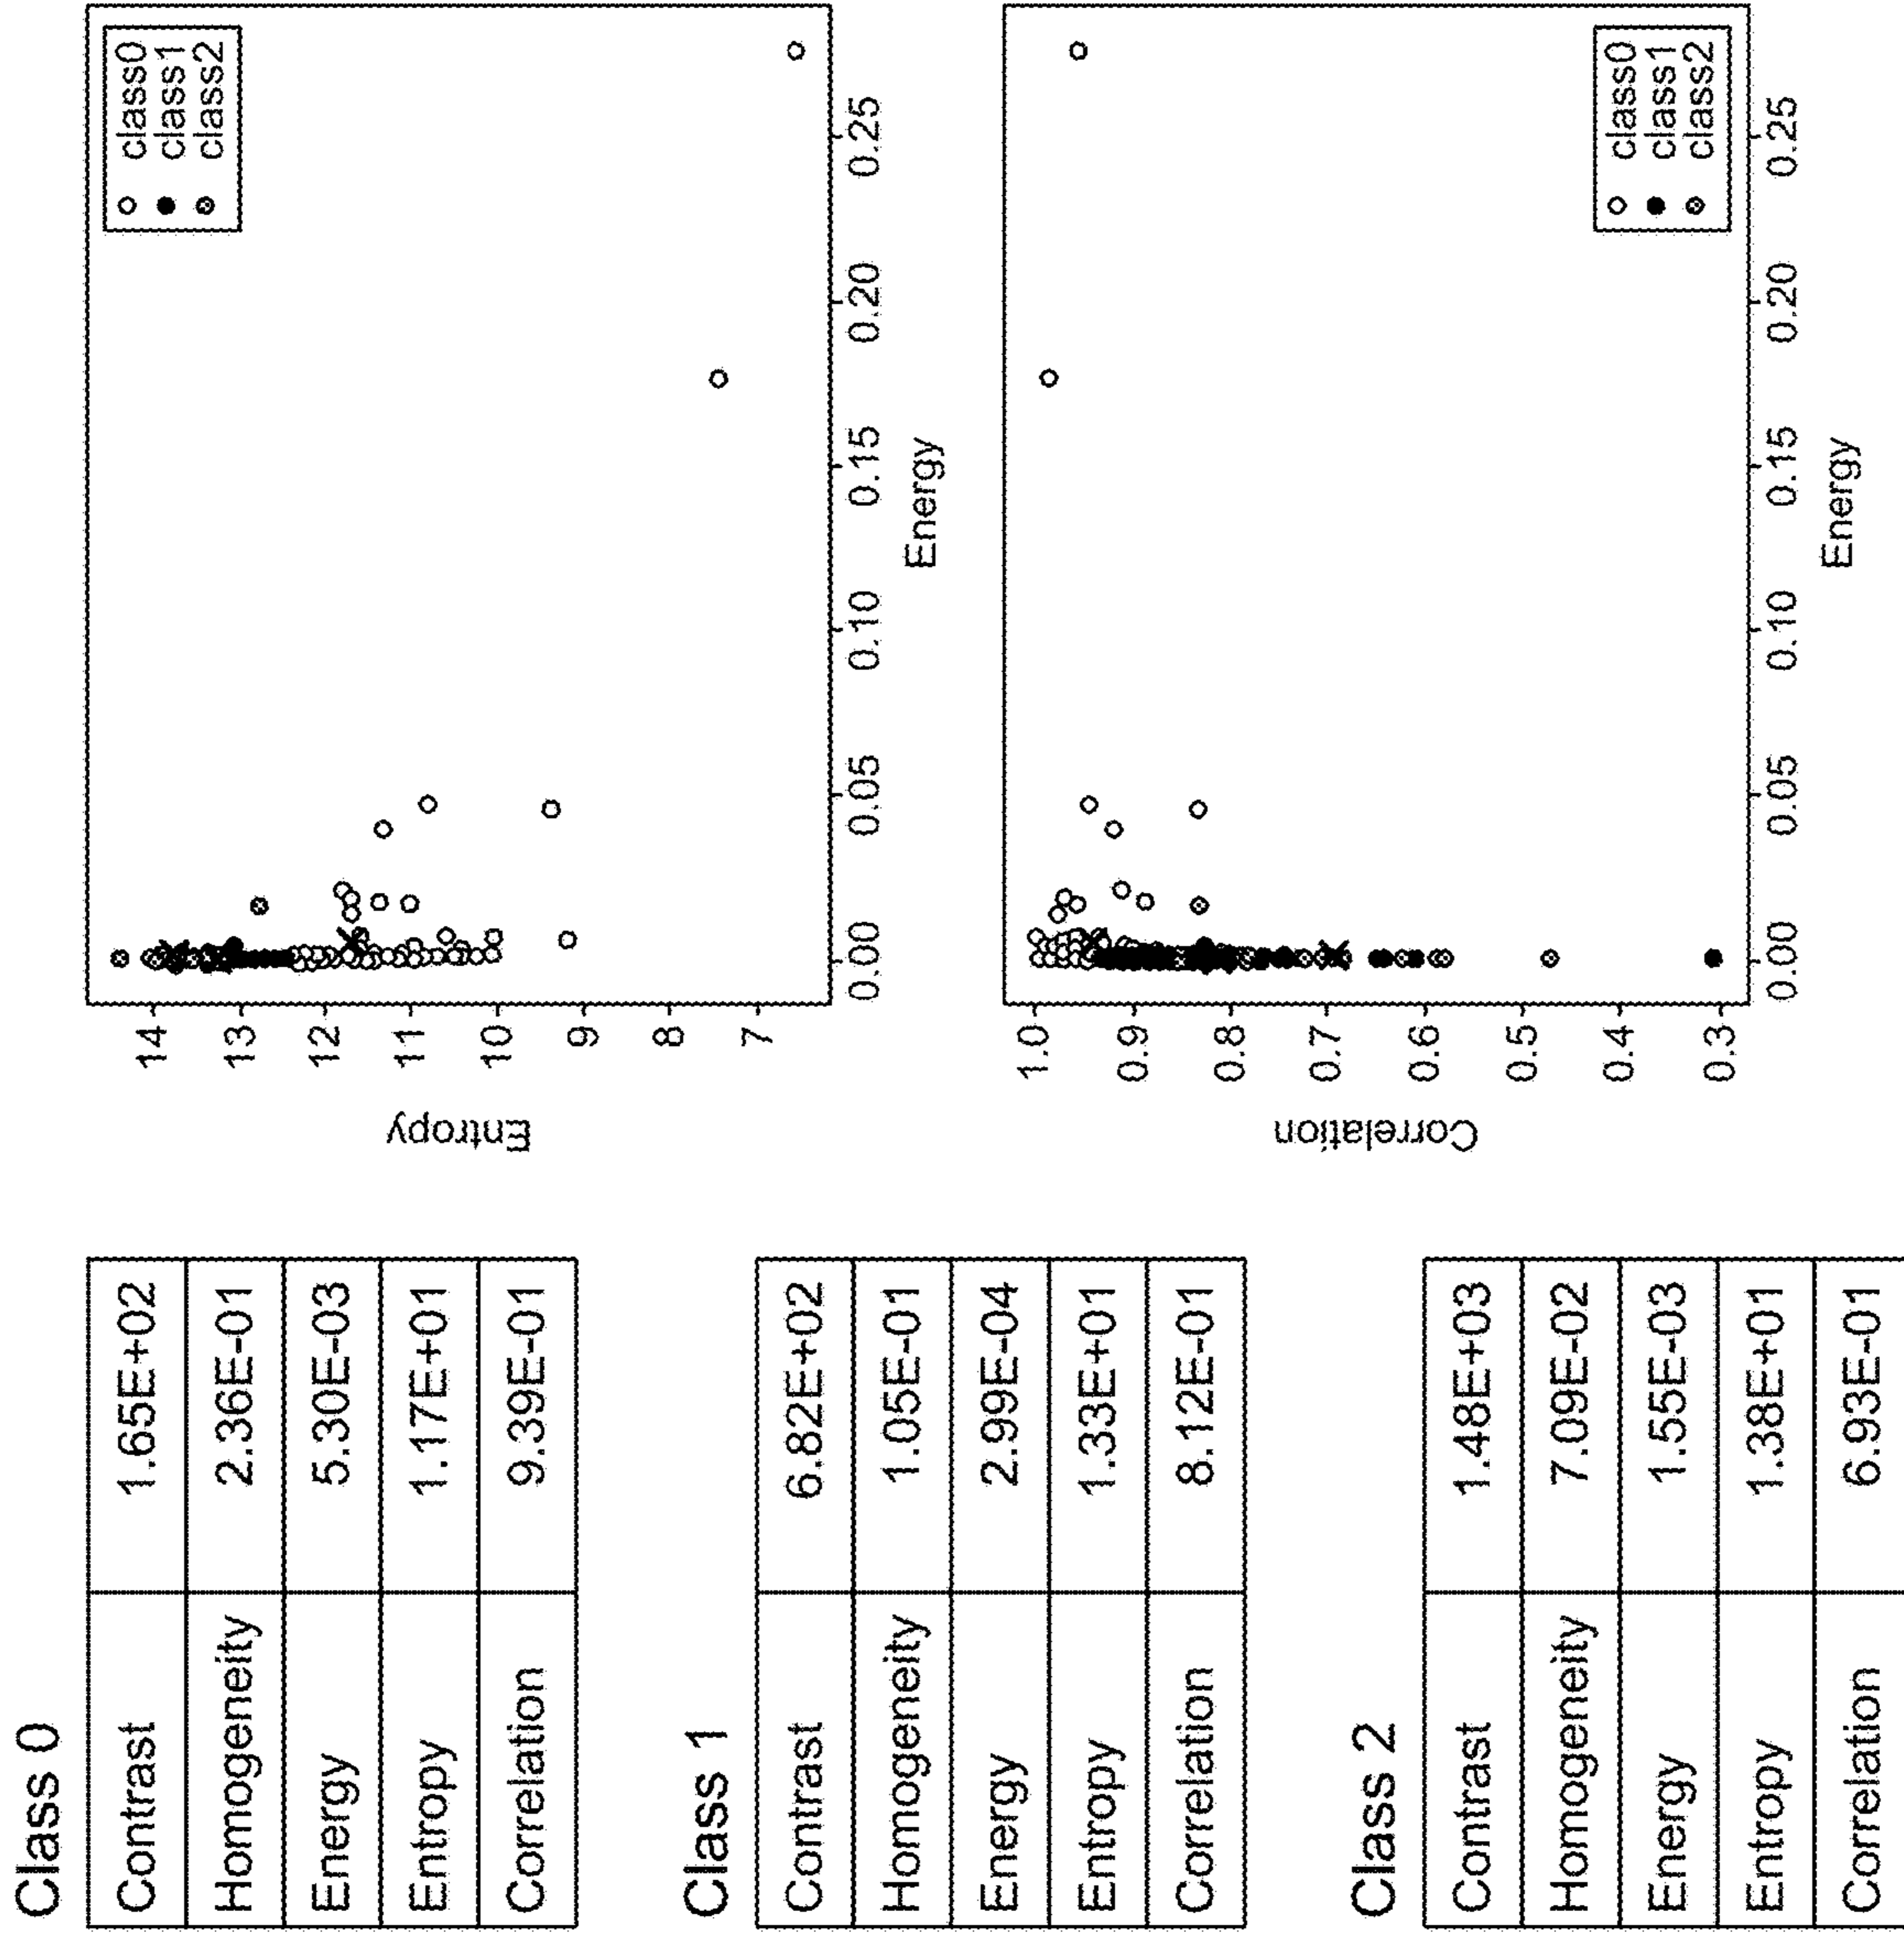 Class 0
Contrast 1.65E+02
Homogeneity 2.36E-01
Energy 5.30E-03
Entropy 1.17E+01
Correlation 9.39E-01
Class 1
Contrast 6.82E+02
Homogeneity 1.05E-01
Energy 2.99E-04
Entropy 1.33E+01
Correlation 8.12E-01
Class 2
Contrast 1.48E+03
Homogeneity 7.09E-02
Energy 1.55E-03
Entropy 1.38E+01
Correlation 6.93E-01
Entropy
14
13
12
11
10
9
8
7
class0
class1
class2
0.00 0.05 0.10 0.15 0.20 0.25
Energy
Correlation
1.0
0.9
0.8
0.7
0.6
0.5
0.4
0.3
class0
class1
class2
0.00 0.05 0.10 0.15 0.20 0.25
Energy